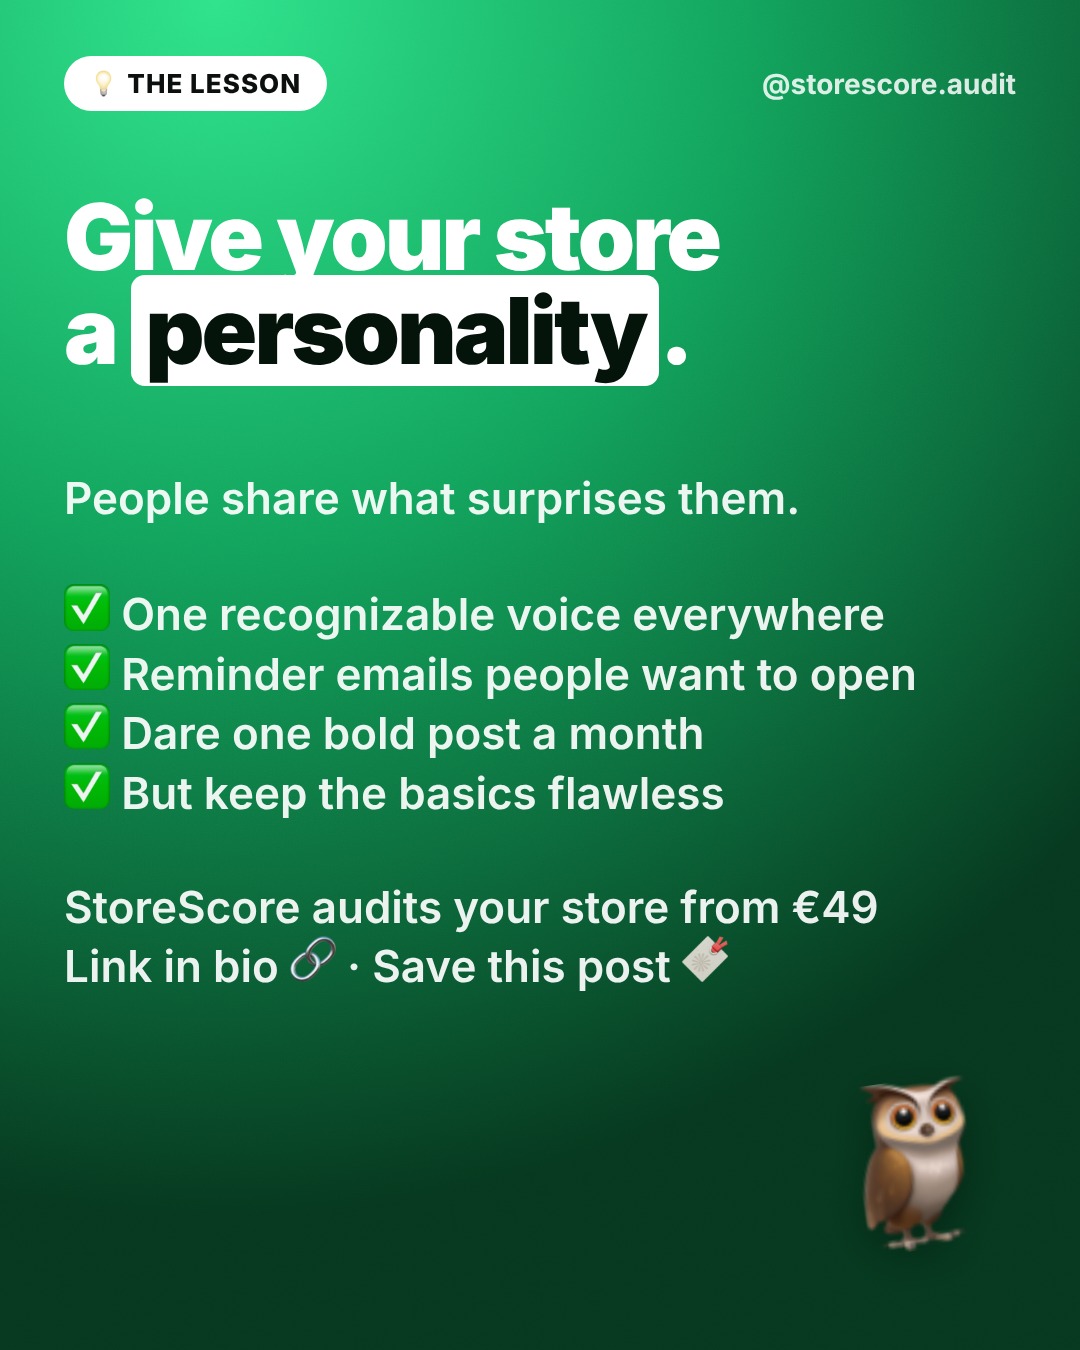 💡 THE LESSON
@storescore.audit
Give your store
a personality.
People share what surprises them.
✅ One recognizable voice everywhere
✅ Reminder emails people want to open
✅ Dare one bold post a month
✅ But keep the basics flawless
StoreScore audits your store from €49
Link in bio 🔗 · Save this post 🔖